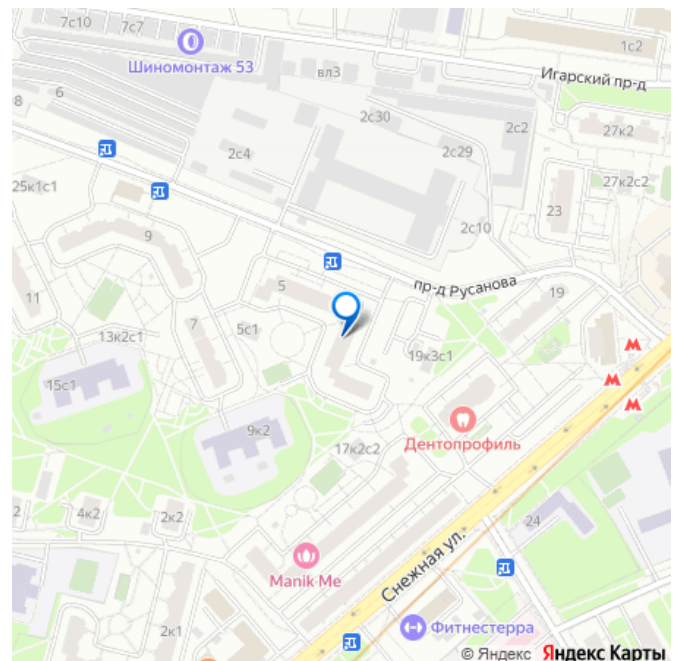 7с10
7с7
1с2
Шиномонтаж 53
вл3
Игарский пр-д
6
8
2с30
2с4
2с2
2с29
27к2
27к2с2
25к1с1
23
2с10
9
пр-д Русанова
5
19
11
7
5с1
13к2с1
19к3с1
15с1
9к2
Дентопрофиль
17к2с2
2
4к2
2к2
24
Manik Me
Снежная ул.
2к1
Фитнестерра
© Яндекс Яндекс Карты